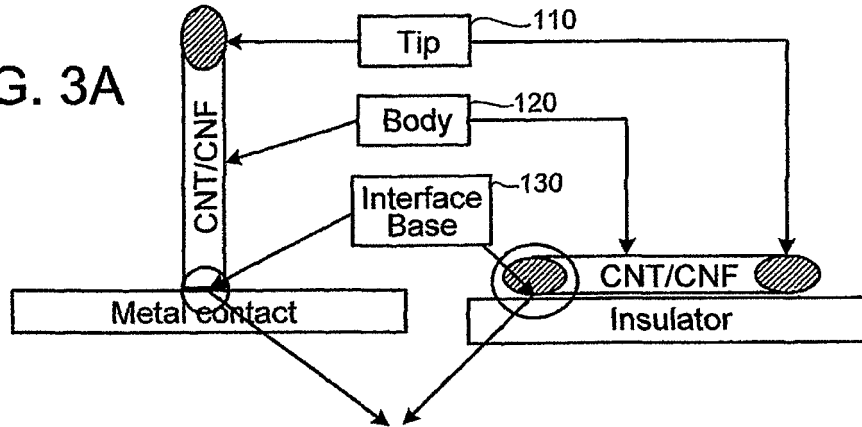 G. 3A
Tip
110
Body
120
Interface
Base
130
CNT/CNF
Metal contact
CNT/CNF
Insulator